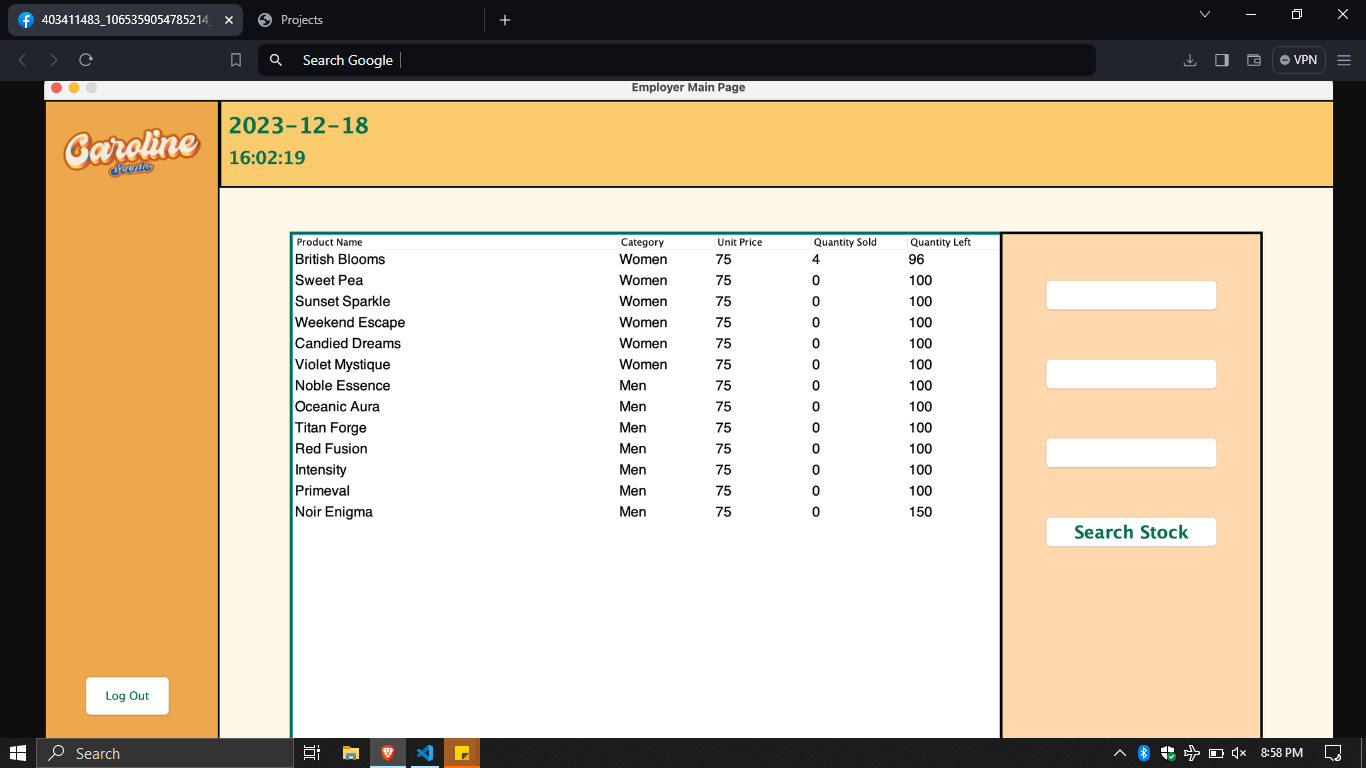 403411483_1065359054785214_
Projects
Search Google
VPN
Employer Main Page
Caroline
Scents
2023-12-18
16:02:19
Product Name Category Unit Price Quantity Sold Quantity Left
British Blooms Women 75 4 96
Sweet Pea Women 75 0 100
Sunset Sparkle Women 75 0 100
Weekend Escape Women 75 0 100
Candied Dreams Women 75 0 100
Violet Mystique Women 75 0 100
Noble Essence Men 75 0 100
Oceanic Aura Men 75 0 100
Titan Forge Men 75 0 100
Red Fusion Men 75 0 100
Intensity Men 75 0 100
Primeval Men 75 0 100
Noir Enigma Men 75 0 150
Search Stock
Log Out
Search
8:58 PM